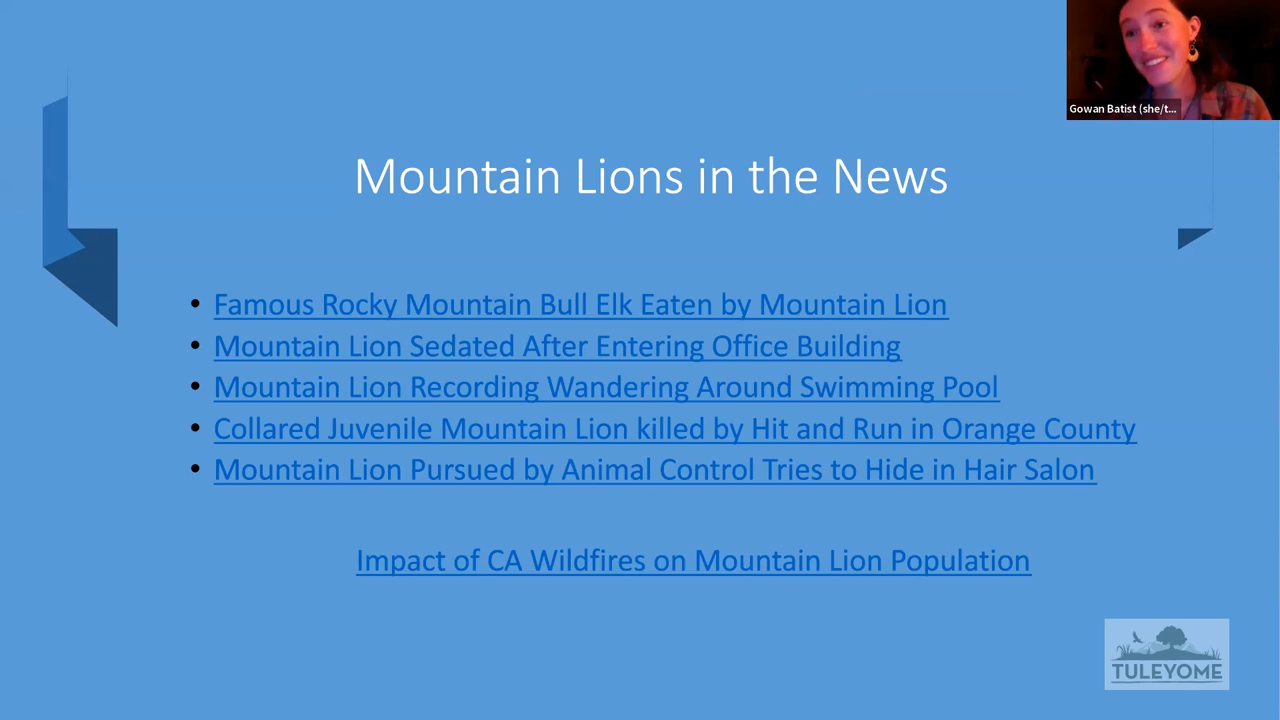 Gowan Batist (she/t...
Mountain Lions in the News
• Famous Rocky Mountain Bull Elk Eaten by Mountain Lion
• Mountain Lion Sedated After Entering Office Building
• Mountain Lion Recording Wandering Around Swimming Pool
• Collared Juvenile Mountain Lion killed by Hit and Run in Orange County
• Mountain Lion Pursued by Animal Control Tries to Hide in Hair Salon
Impact of CA Wildfires on Mountain Lion Population
TULEYOME